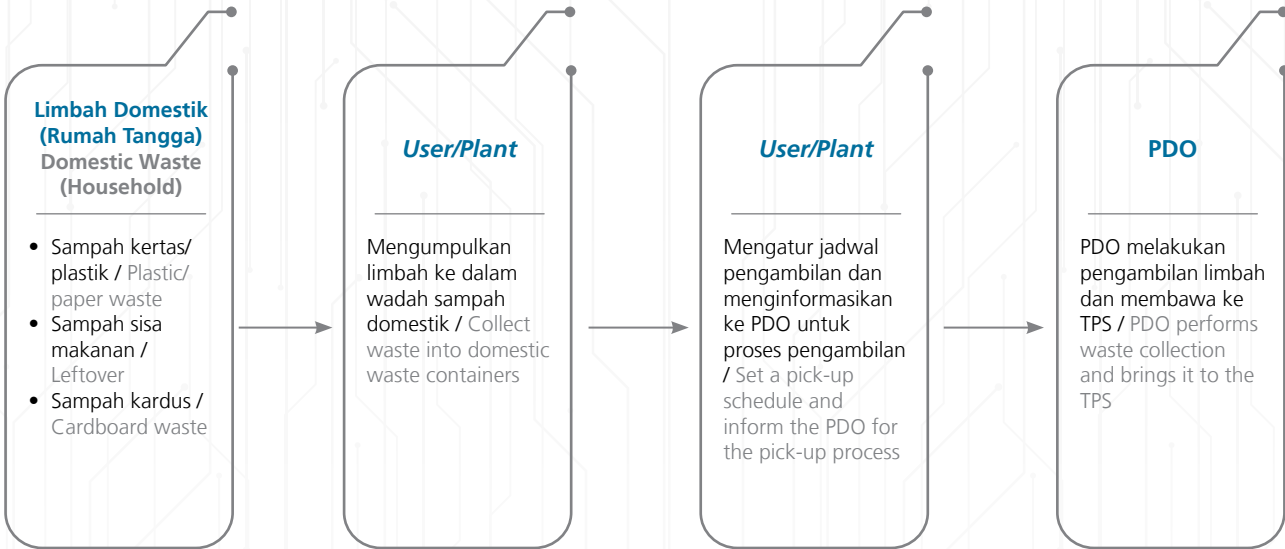 Limbah Domestik
(Rumah Tangga)
Domestic Waste
(Household)
• Sampah kertas/
plastik / Plastic/
paper waste
• Sampah sisa
makanan /
Leftover
• Sampah kardus /
Cardboard waste
User/Plant
Mengumpulkan
limbah ke dalam
wadah sampah
domestik / Collect
waste into domestic
waste containers
User/Plant
Mengatur jadwal
pengambilan dan
menginformasikan
ke PDO untuk
proses pengambilan
/ Set a pick-up
schedule and
inform the PDO for
the pick-up process
PDO
PDO melakukan
pengambilan limbah
dan membawa ke
TPS / PDO performs
waste collection
and brings it to the
TPS